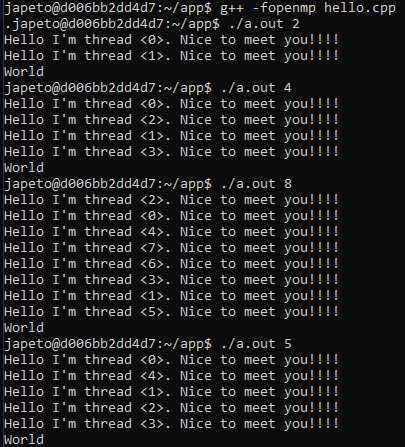 japeto@d006bb2dd4d7:~/app$ g++ -fopenmp hello.cpp
.japeto@d006bb2dd4d7:~/app$ ./a.out 2
Hello I'm thread <0>. Nice to meet you!!!!
Hello I'm thread <1>. Nice to meet you!!!!
World
japeto@d006bb2dd4d7:~/app$ ./a.out 4
Hello I'm thread <0>. Nice to meet you!!!!
Hello I'm thread <2>. Nice to meet you!!!!
Hello I'm thread <1>. Nice to meet you!!!!
Hello I'm thread <3>. Nice to meet you!!!!
World
japeto@d006bb2dd4d7:~/app$ ./a.out 8
Hello I'm thread <2>. Nice to meet you!!!!
Hello I'm thread <0>. Nice to meet you!!!!
Hello I'm thread <4>. Nice to meet you!!!!
Hello I'm thread <7>. Nice to meet you!!!!
Hello I'm thread <6>. Nice to meet you!!!!
Hello I'm thread <3>. Nice to meet you!!!!
Hello I'm thread <1>. Nice to meet you!!!!
Hello I'm thread <5>. Nice to meet you!!!!
World
japeto@d006bb2dd4d7:~/app$ ./a.out 5
Hello I'm thread <0>. Nice to meet you!!!!
Hello I'm thread <4>. Nice to meet you!!!!
Hello I'm thread <1>. Nice to meet you!!!!
Hello I'm thread <2>. Nice to meet you!!!!
Hello I'm thread <3>. Nice to meet you!!!!
World